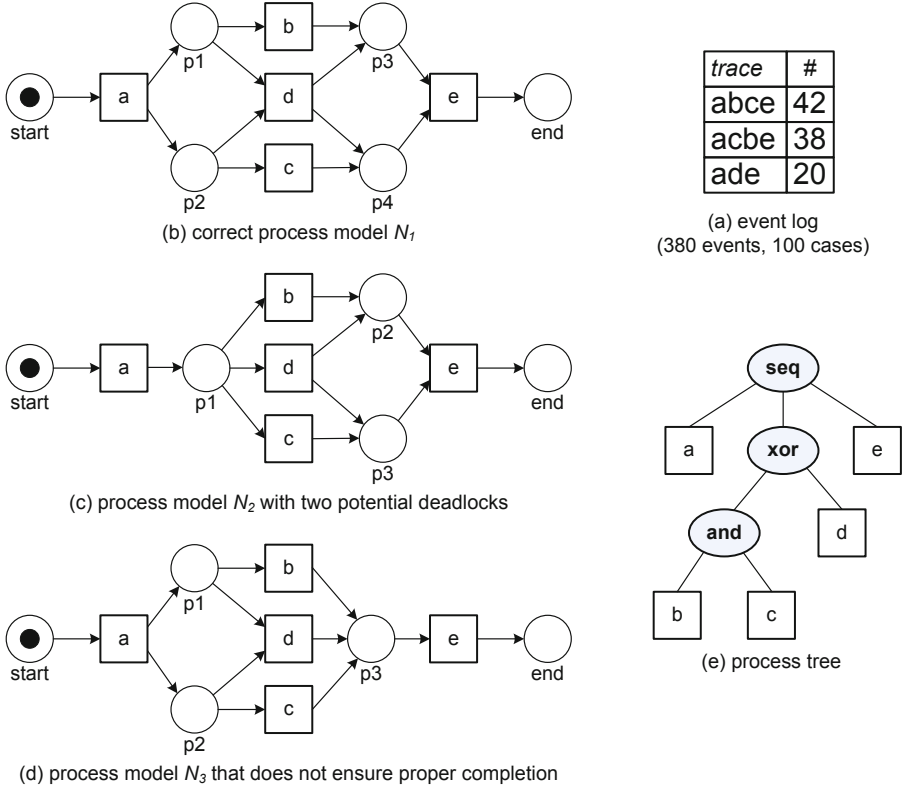 b
p1
p3
a
d
e
start
end
p2
c
p4
(b) correct process model N1
trace #
abce 42
acbe 38
ade 20
(a) event log
(380 events, 100 cases)
b
p2
a
d
e
start
p1
end
c
p3
(c) process model N2 with two potential deadlocks
b
p1
a
d
e
start
p3
end
c
p2
(d) process model N3 that does not ensure proper completion
seq
a
xor
e
and
d
b
c
(e) process tree